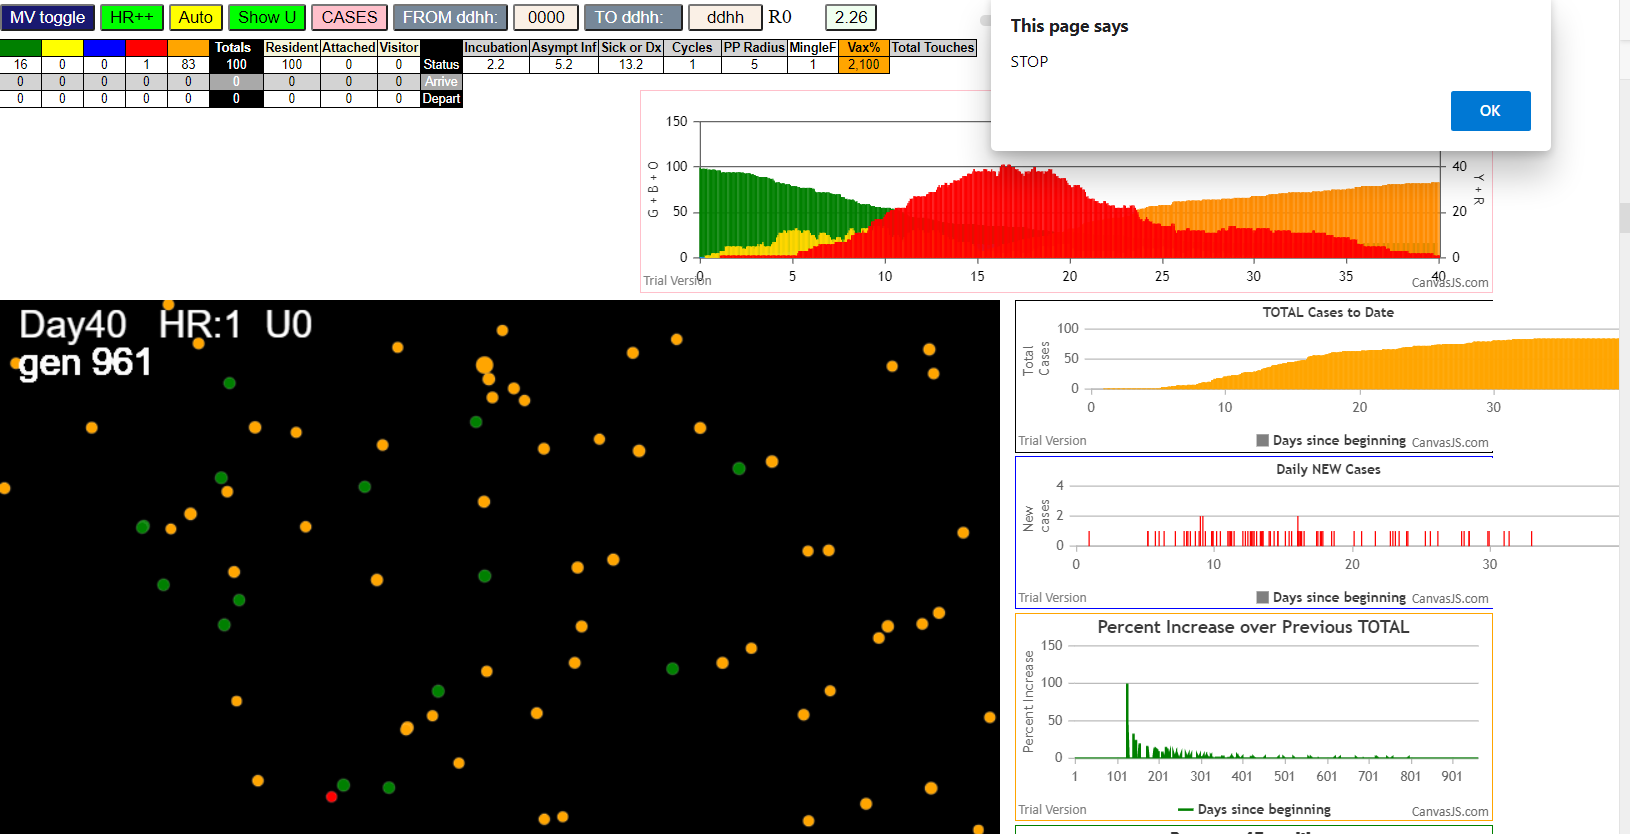 MV toggle HR++ Auto Show U CASES FROM ddhh: 0000 TO ddhh: ddhh R0 2.26
This page says
STOP
OK
Totals Resident Attached Visitor Incubation Asympt Inf Sick or Dx Cycles PP Radius MingleF Vax% Total Touches
16 0 0 1 83 100 100 0 0 Status 2.2 5.2 13.2 1 5 1 2,100
0 0 0 0 0 0 0 0 0 Arrive
0 0 0 0 0 0 0 0 0 Depart
150
100 40
50 20
0 0
G + B + O
Y + R
0 5 10 15 20 25 30 35 40
Trial Version CanvasJS.com
Day40 HR:1 U0
gen 961
TOTAL Cases to Date
100
50
0
Total
Cases
0 10 20 30
Trial Version Days since beginning CanvasJS.com
Daily NEW Cases
4
2
0
New
cases
0 10 20 30
Trial Version Days since beginning CanvasJS.com
Percent Increase over Previous TOTAL
150
100
50
0
Percent Increase
1 101 201 301 401 501 601 701 801 901
Trial Version Days since beginning CanvasJS.com